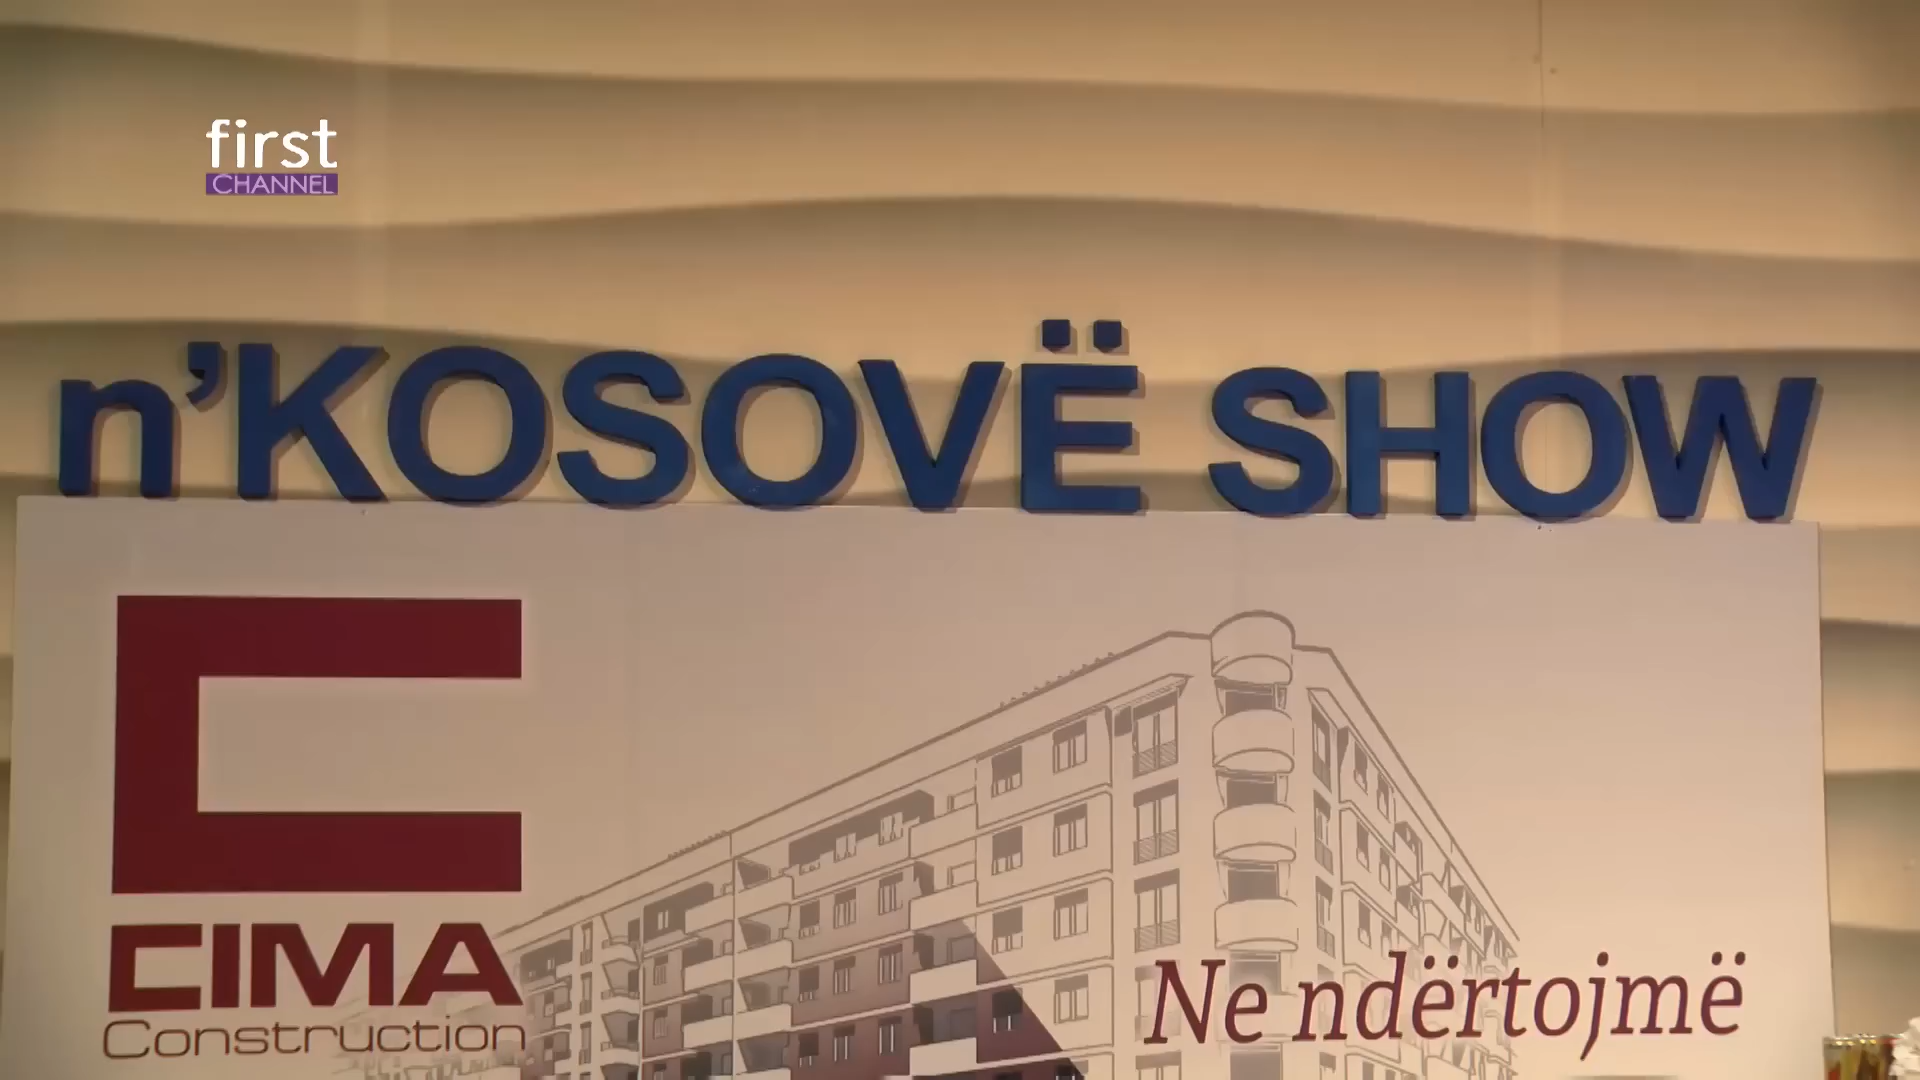 first
CHANNEL
n'KOSOVË SHOW
CIMA
Construction
Ne ndërtojmë